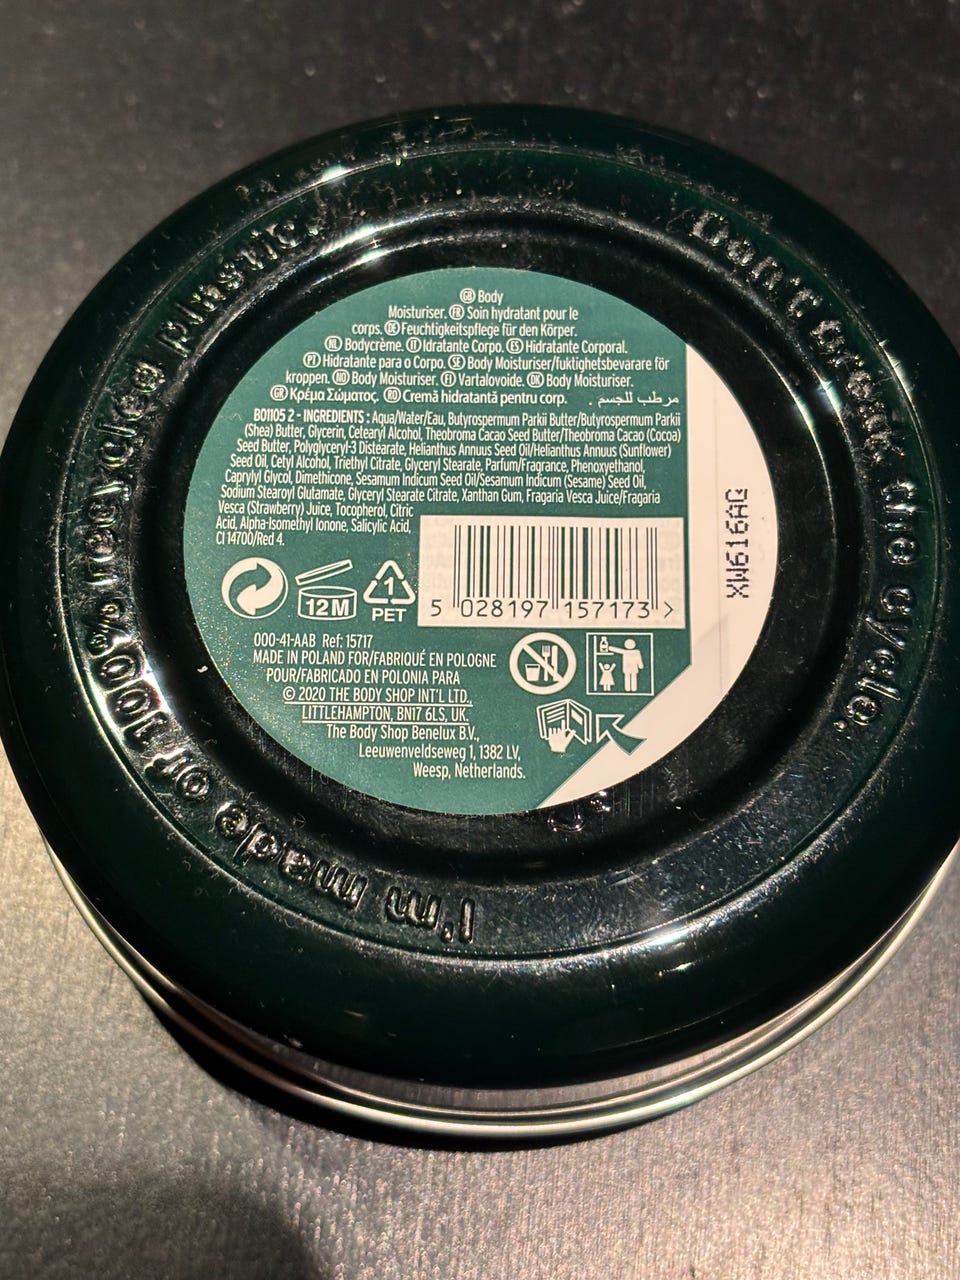 GB Body
Moisturiser. FR Soin hydratant pour le
corps. DE Feuchtigkeitspflege für den Körper.
NL Bodycrème. IT Idratante Corpo. ES Hidratante Corporal.
PT Hidratante para o Corpo. SE Body Moisturiser/fuktighetsbevarare för
kroppen. NO Body Moisturiser. FI Vartalovoide. DK Body Moisturiser.
GR Κρέμα Σώματος. RO Cremă hidratantă pentru corp. مرطب للجسم .
B01105 2 - INGREDIENTS : Aqua/Water/Eau, Butyrospermum Parkii Butter/Butyrospermum Parkii
(Shea) Butter, Glycerin, Cetearyl Alcohol, Theobroma Cacao Seed Butter/Theobroma Cacao (Cocoa)
Seed Butter, Polyglyceryl-3 Distearate, Helianthus Annuus Seed Oil/Helianthus Annuus (Sunflower)
Seed Oil, Cetyl Alcohol, Triethyl Citrate, Glyceryl Stearate, Parfum/Fragrance, Phenoxyethanol,
Caprylyl Glycol, Dimethicone, Sesamum Indicum Seed Oil/Sesamum Indicum (Sesame) Seed Oil,
Sodium Stearoyl Glutamate, Glyceryl Stearate Citrate, Xanthan Gum, Fragaria Vesca Juice/Fragaria
Vesca (Strawberry) Juice, Tocopherol, Citric
Acid, Alpha-Isomethyl Ionone, Salicylic Acid,
CI 14700/Red 4.
12M
1
PET
5 028197 157173 >
000-41-AAB Ref: 15717
MADE IN POLAND FOR/FABRIQUÉ EN POLOGNE
POUR/FABRICADO EN POLONIA PARA
© 2020 THE BODY SHOP INT'L LTD.,
LITTLEHAMPTON, BN17 6LS, UK.
The Body Shop Benelux B.V.,
Leeuwenveldseweg 1, 1382 LV,
Weesp, Netherlands.
XW616AG
I'm made of 100% recycled plastic.
Don't break the cycle.